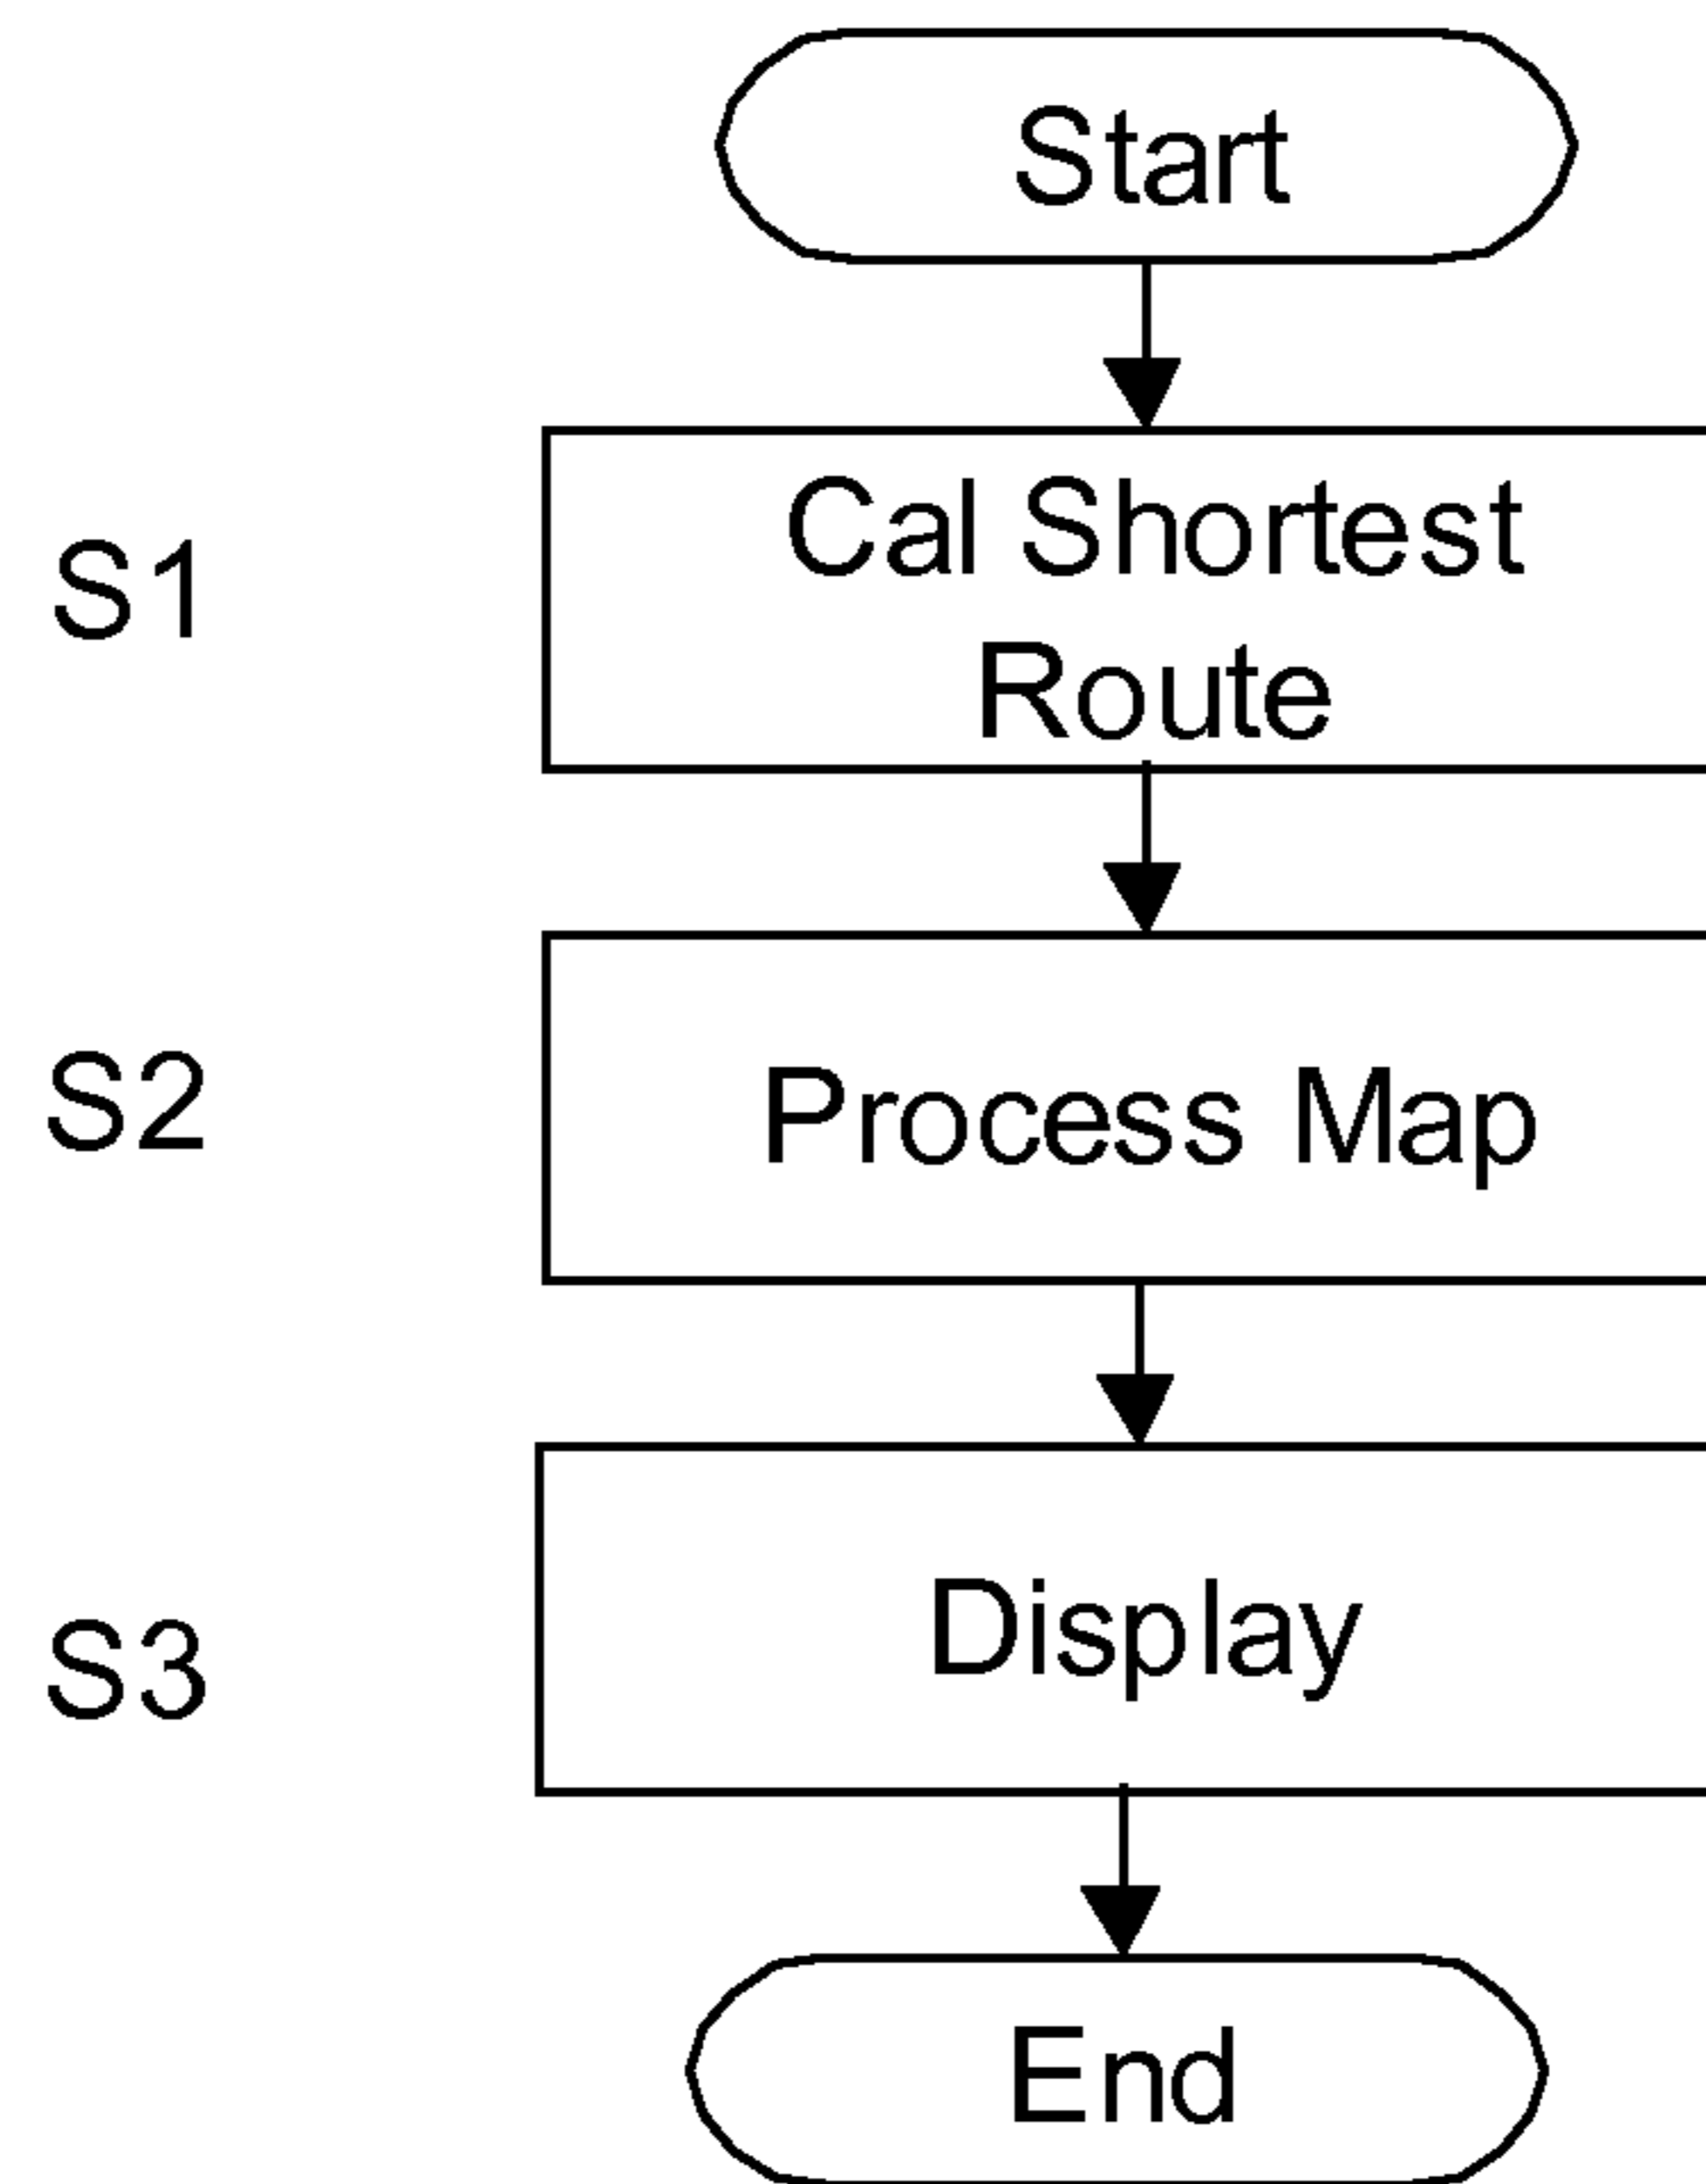 Start
S1
Cal Shortest
Route
S2
Process Map
S3
Display
End